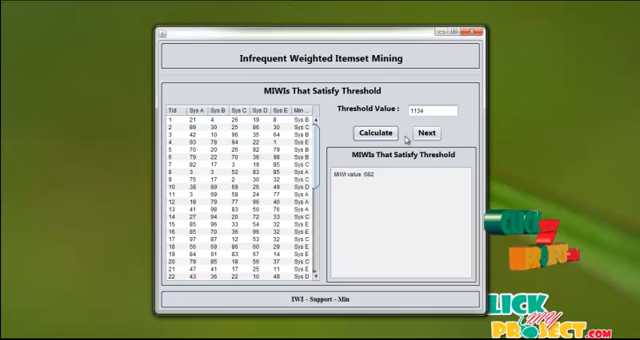 Infrequent Weighted Itemset Mining
MIWIs That Satisfy Threshold
Tid Sys A Sys B Sys C Sys D Sys E Min ...
1 21 4 26 19 8 Sys B
2 89 30 25 86 30 Sys C
3 42 10 96 35 64 Sys B
4 93 78 94 22 1 Sys E
5 70 20 26 92 79 Sys B
6 79 22 70 36 98 Sys B
7 82 17 3 19 85 Sys C
8 3 3 52 83 85 Sys A
9 75 17 2 30 32 Sys C
10 38 89 69 26 49 Sys D
11 3 69 58 24 77 Sys A
12 18 79 77 96 40 Sys A
13 41 98 83 50 76 Sys A
14 27 94 20 72 33 Sys C
15 85 96 33 54 32 Sys E
16 85 70 36 96 32 Sys E
17 97 87 12 53 32 Sys C
18 56 69 86 60 29 Sys E
19 84 91 83 57 14 Sys E
20 79 85 18 56 37 Sys C
21 47 41 17 25 11 Sys E
22 43 36 22 10 49 Sys D
Threshold Value :
1134
Calculate Next
MIWIs That Satisfy Threshold
MIWI value :682
IWI - Support - Min
CLICK
MY
PROJECT.COM